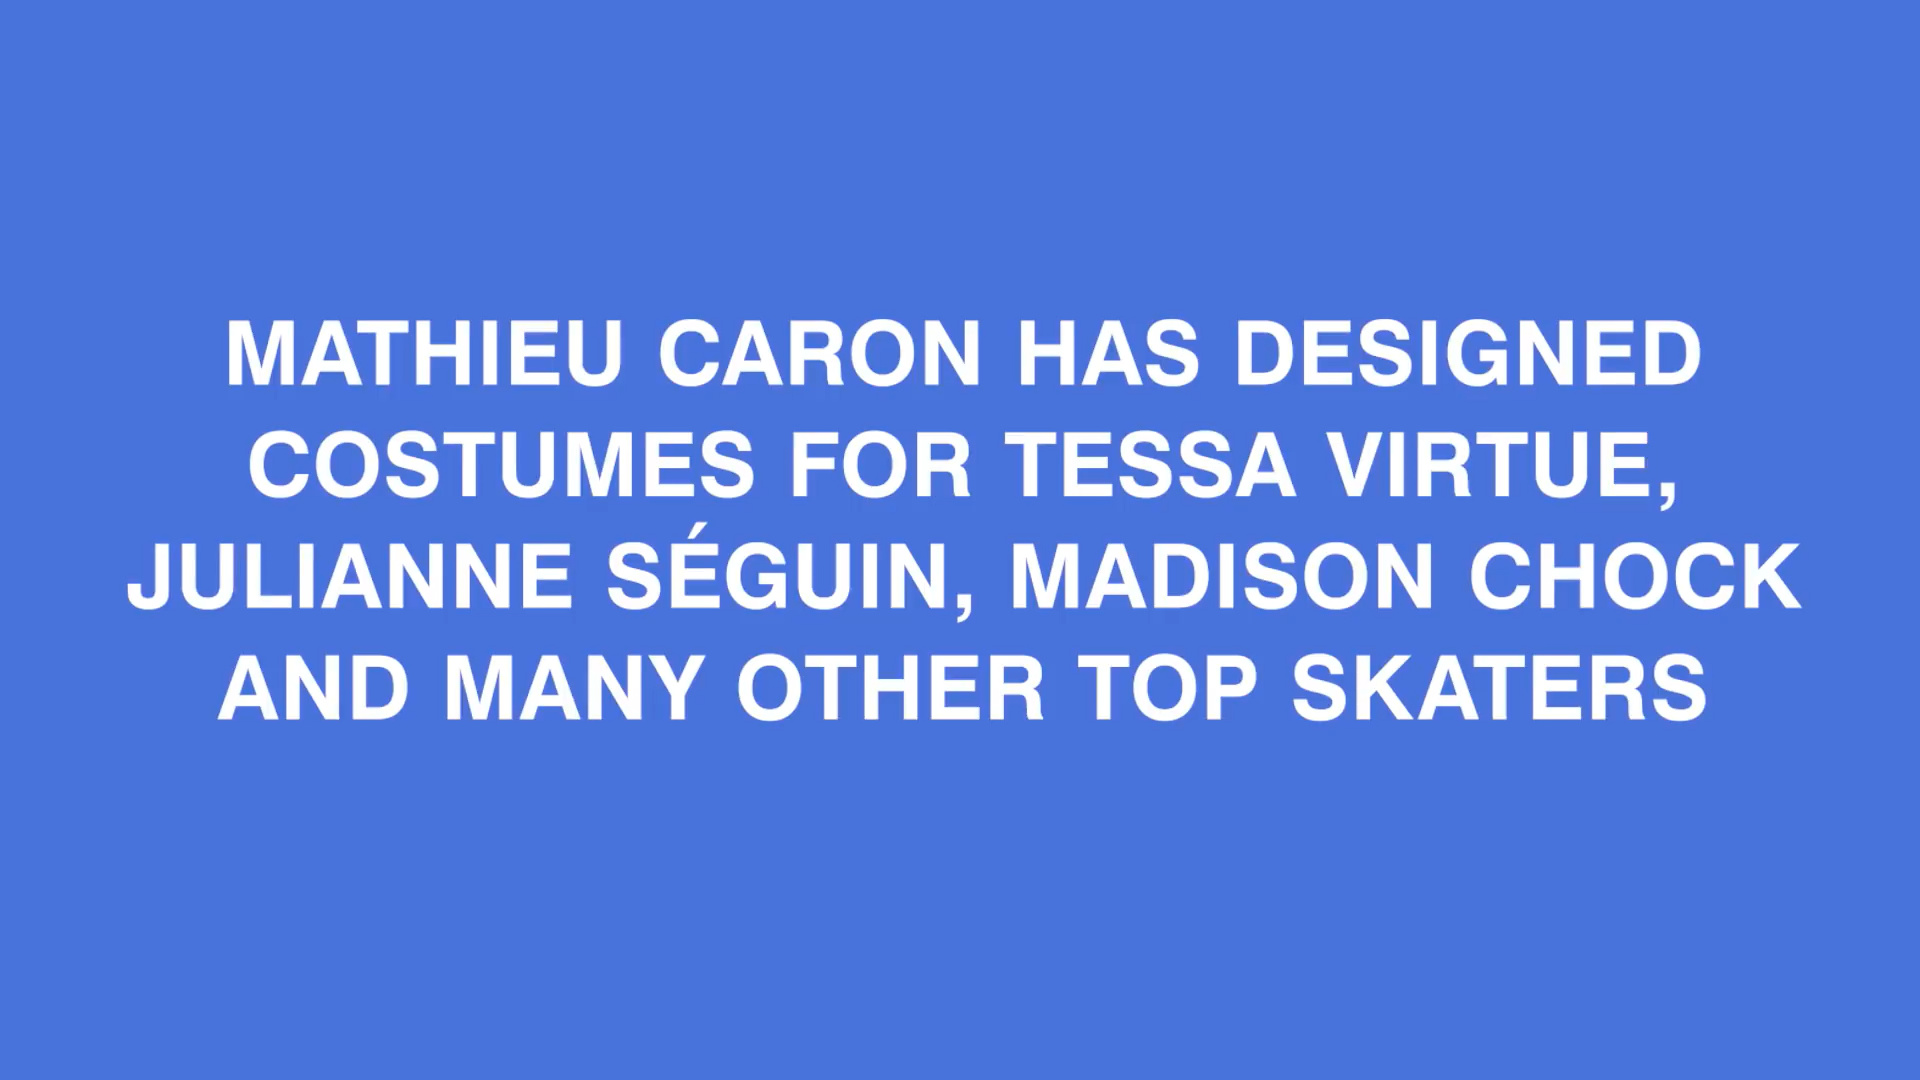 MATHIEU CARON HAS DESIGNED
COSTUMES FOR TESSA VIRTUE,
JULIANNE SÉGUIN, MADISON CHOCK
AND MANY OTHER TOP SKATERS